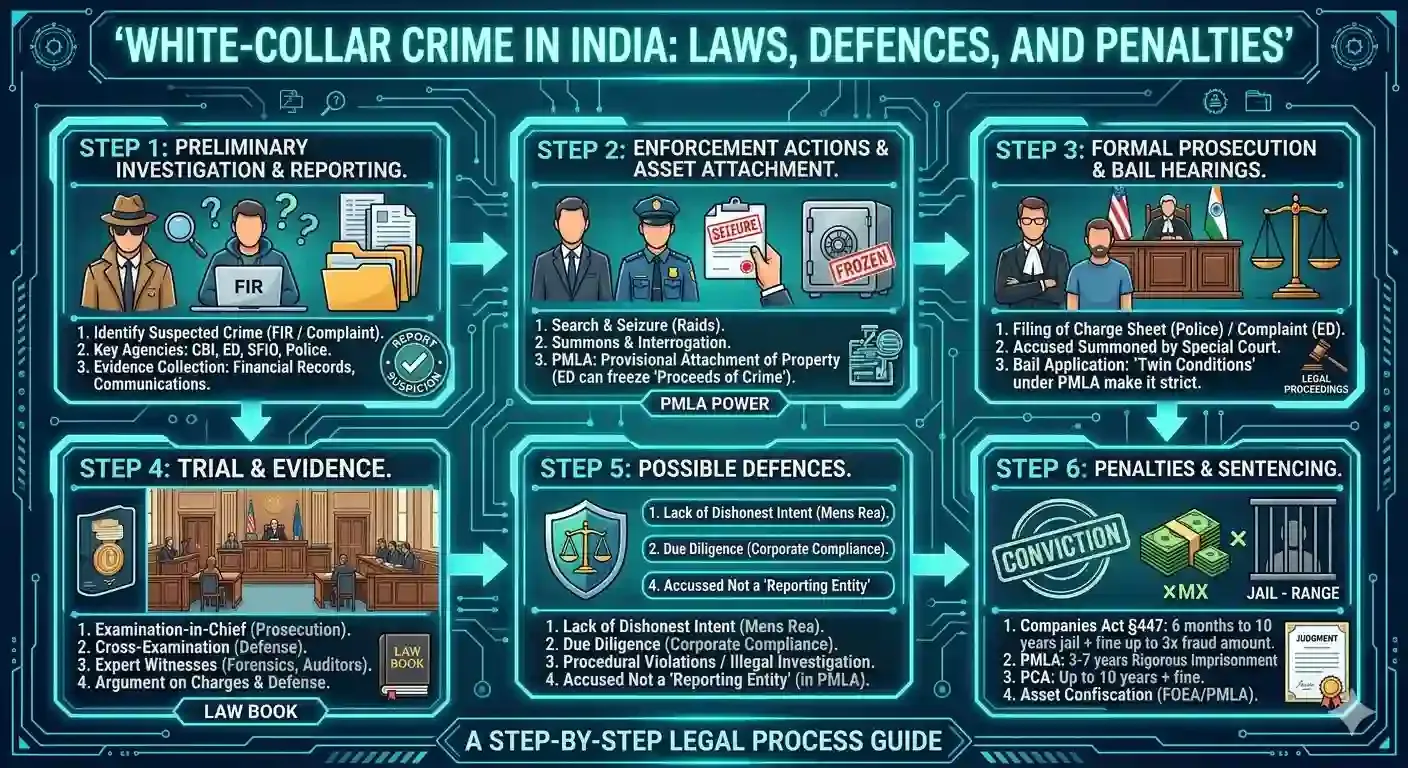 ‘WHITE-COLLAR CRIME IN INDIA: LAWS, DEFENCES, AND PENALTIES’
STEP 1: PRELIMINARY
INVESTIGATION & REPORTING.
FIR
1. Identify Suspected Crime (FIR / Complaint).
2. Key Agencies: CBI, ED, SFIO, Police.
3. Evidence Collection: Financial Records,
Communications.
REPORT
SUSPICION
STEP 2: ENFORCEMENT ACTIONS &
ASSET ATTACHMENT.
SEIZURE
FROZEN
1. Search & Seizure (Raids).
2. Summons & Interrogation.
3. PMLA: Provisional Attachment of Property
(ED can freeze 'Proceeds of Crime').
PMLA POWER
STEP 3: FORMAL PROSECUTION
& BAIL HEARINGS.
1. Filing of Charge Sheet (Police) / Complaint (ED).
2. Accused Summoned by Special Court.
3. Bail Application: 'Twin Conditions'
under PMLA make it strict.
LEGAL
PROCEEDINGS
STEP 4: TRIAL & EVIDENCE.
1. Examination-in-Chief (Prosecution).
2. Cross-Examination (Defense).
3. Expert Witnesses (Forensics, Auditors).
4. Argument on Charges & Defense.
LAW
BOOK
LAW BOOK
STEP 5: POSSIBLE DEFENCES.
1. Lack of Dishonest Intent (Mens Rea).
2. Due Diligence (Corporate Compliance).
4. Accussed Not a 'Reporting Entity'
1. Lack of Dishonest Intent (Mens Rea).
2. Due Diligence (Corporate Compliance).
3. Procedural Violations / Illegal Investigation.
4. Accused Not a 'Reporting Entity' (in PMLA).
STEP 6: PENALTIES & SENTENCING.
CONVICTION
×
×MX
JAIL - RANGE
1. Companies Act §447: 6 months to 10
years jail + fine up to 3x fraud amount.
2. PMLA: 3-7 years Rigorous Imprisonment
3. PCA: Up to 10 years + fine.
4. Asset Confiscation (FOEA/PMLA).
JUDGMENT
A STEP-BY-STEP LEGAL PROCESS GUIDE